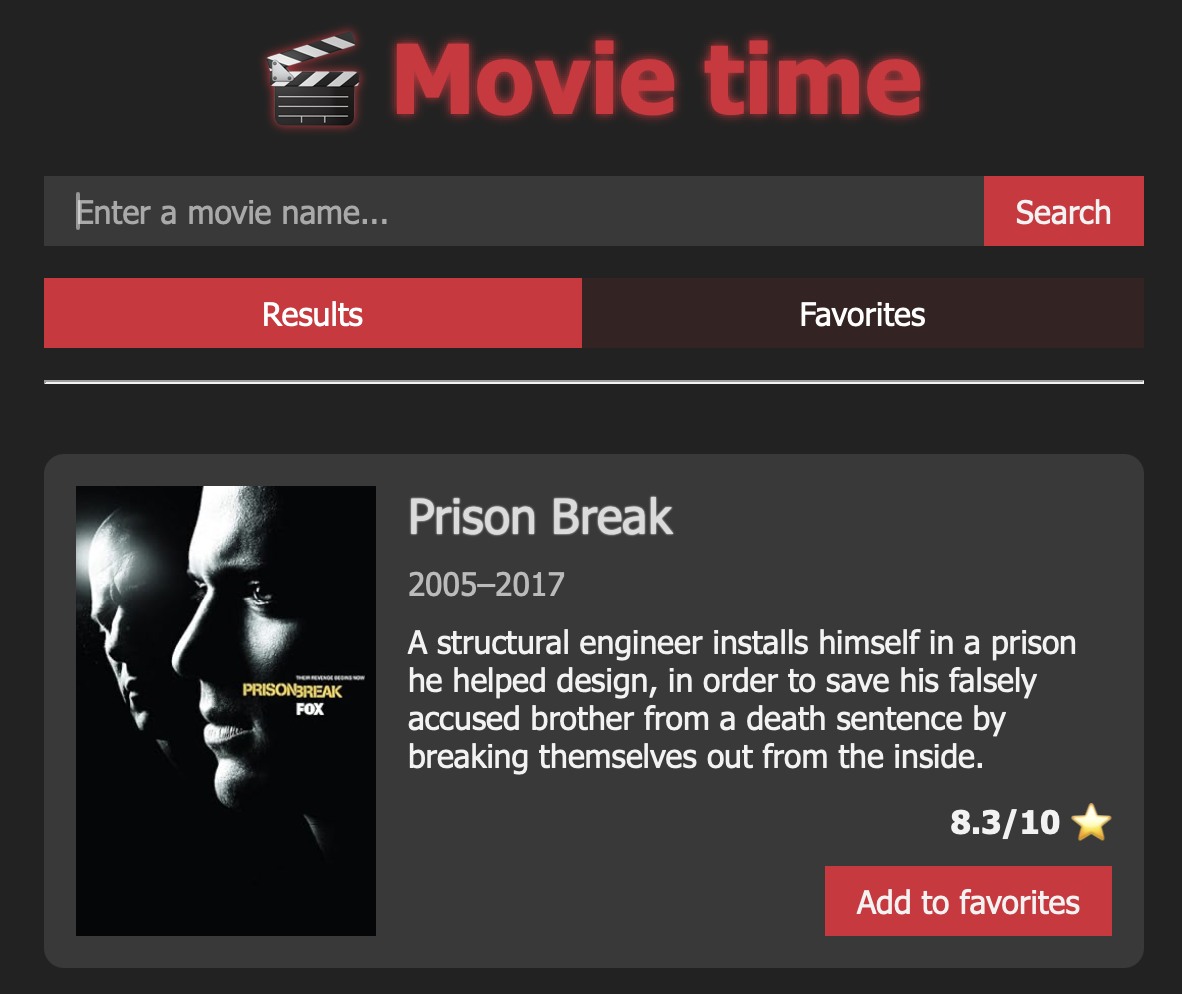 Movie time
Enter a movie name...
Search
Results
Favorites
Prison Break
2005–2017
A structural engineer installs himself in a prison
he helped design, in order to save his falsely
accused brother from a death sentence by
breaking themselves out from the inside.
8.3/10
Add to favorites
THEIR REVENGE BEGINS NOW
PRISON BREAK
FOX